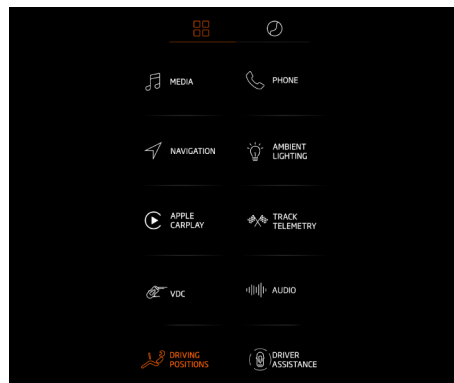 MEDIA
PHONE
NAVIGATION
AMBIENT
LIGHTING
APPLE
CARPLAY
TRACK
TELEMETRY
VDC
AUDIO
DRIVING
POSITIONS
DRIVER
ASSISTANCE